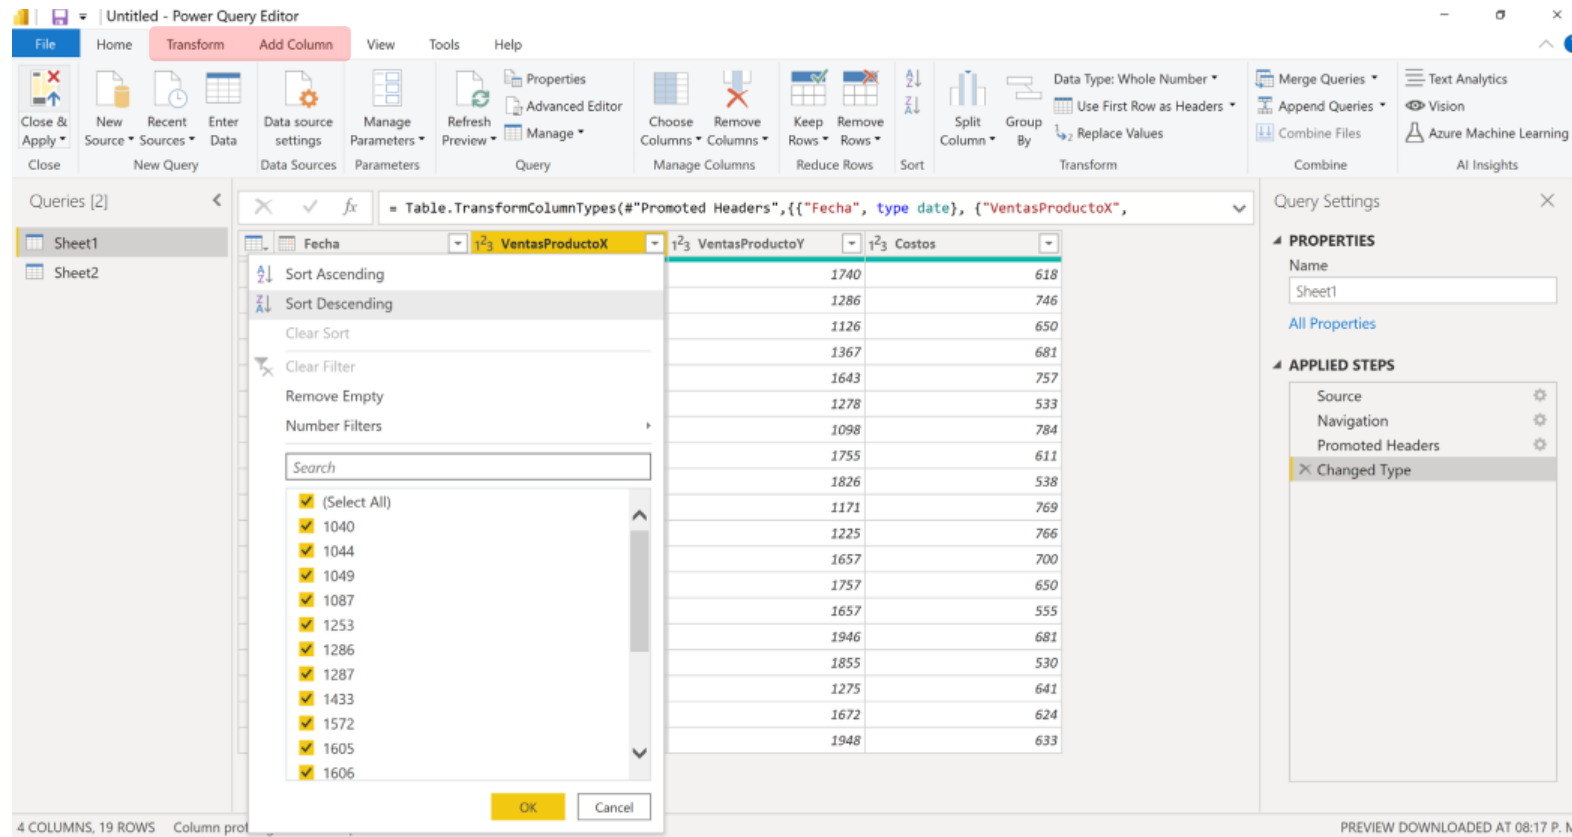 Untitled - Power Query Editor
File Home Transform Add Column View Tools Help
Close & Apply
New Source
Recent Sources
Enter Data
Data source settings
Manage Parameters
Refresh Preview
Properties
Advanced Editor
Manage
Choose Columns
Remove Columns
Keep Rows
Remove Rows
Split Column
Group By
Data Type: Whole Number
Use First Row as Headers
Replace Values
Merge Queries
Append Queries
Combine Files
Text Analytics
Vision
Azure Machine Learning
Close New Query Data Sources Parameters Query Manage Columns Reduce Rows Sort Transform Combine AI Insights
Queries [2]
Sheet1
Sheet2
fx = Table.TransformColumnTypes(#"Promoted Headers",{{"Fecha", type date}, {"VentasProductoX",
Fecha 1²3 VentasProductoX 1²3 VentasProductoY 1²3 Costos
Sort Ascending
Sort Descending
Clear Sort
Clear Filter
Remove Empty
Number Filters
Search
(Select All)
1040
1044
1049
1087
1253
1286
1287
1433
1572
1605
1606
OK Cancel
1740 618
1286 746
1126 650
1367 681
1643 757
1278 533
1098 784
1755 611
1826 538
1171 769
1225 766
1657 700
1757 650
1657 555
1946 681
1855 530
1275 641
1672 624
1948 633
Query Settings
PROPERTIES
Name
Sheet1
All Properties
APPLIED STEPS
Source
Navigation
Promoted Headers
Changed Type
4 COLUMNS, 19 ROWS Column prof
PREVIEW DOWNLOADED AT 08:17 P. M